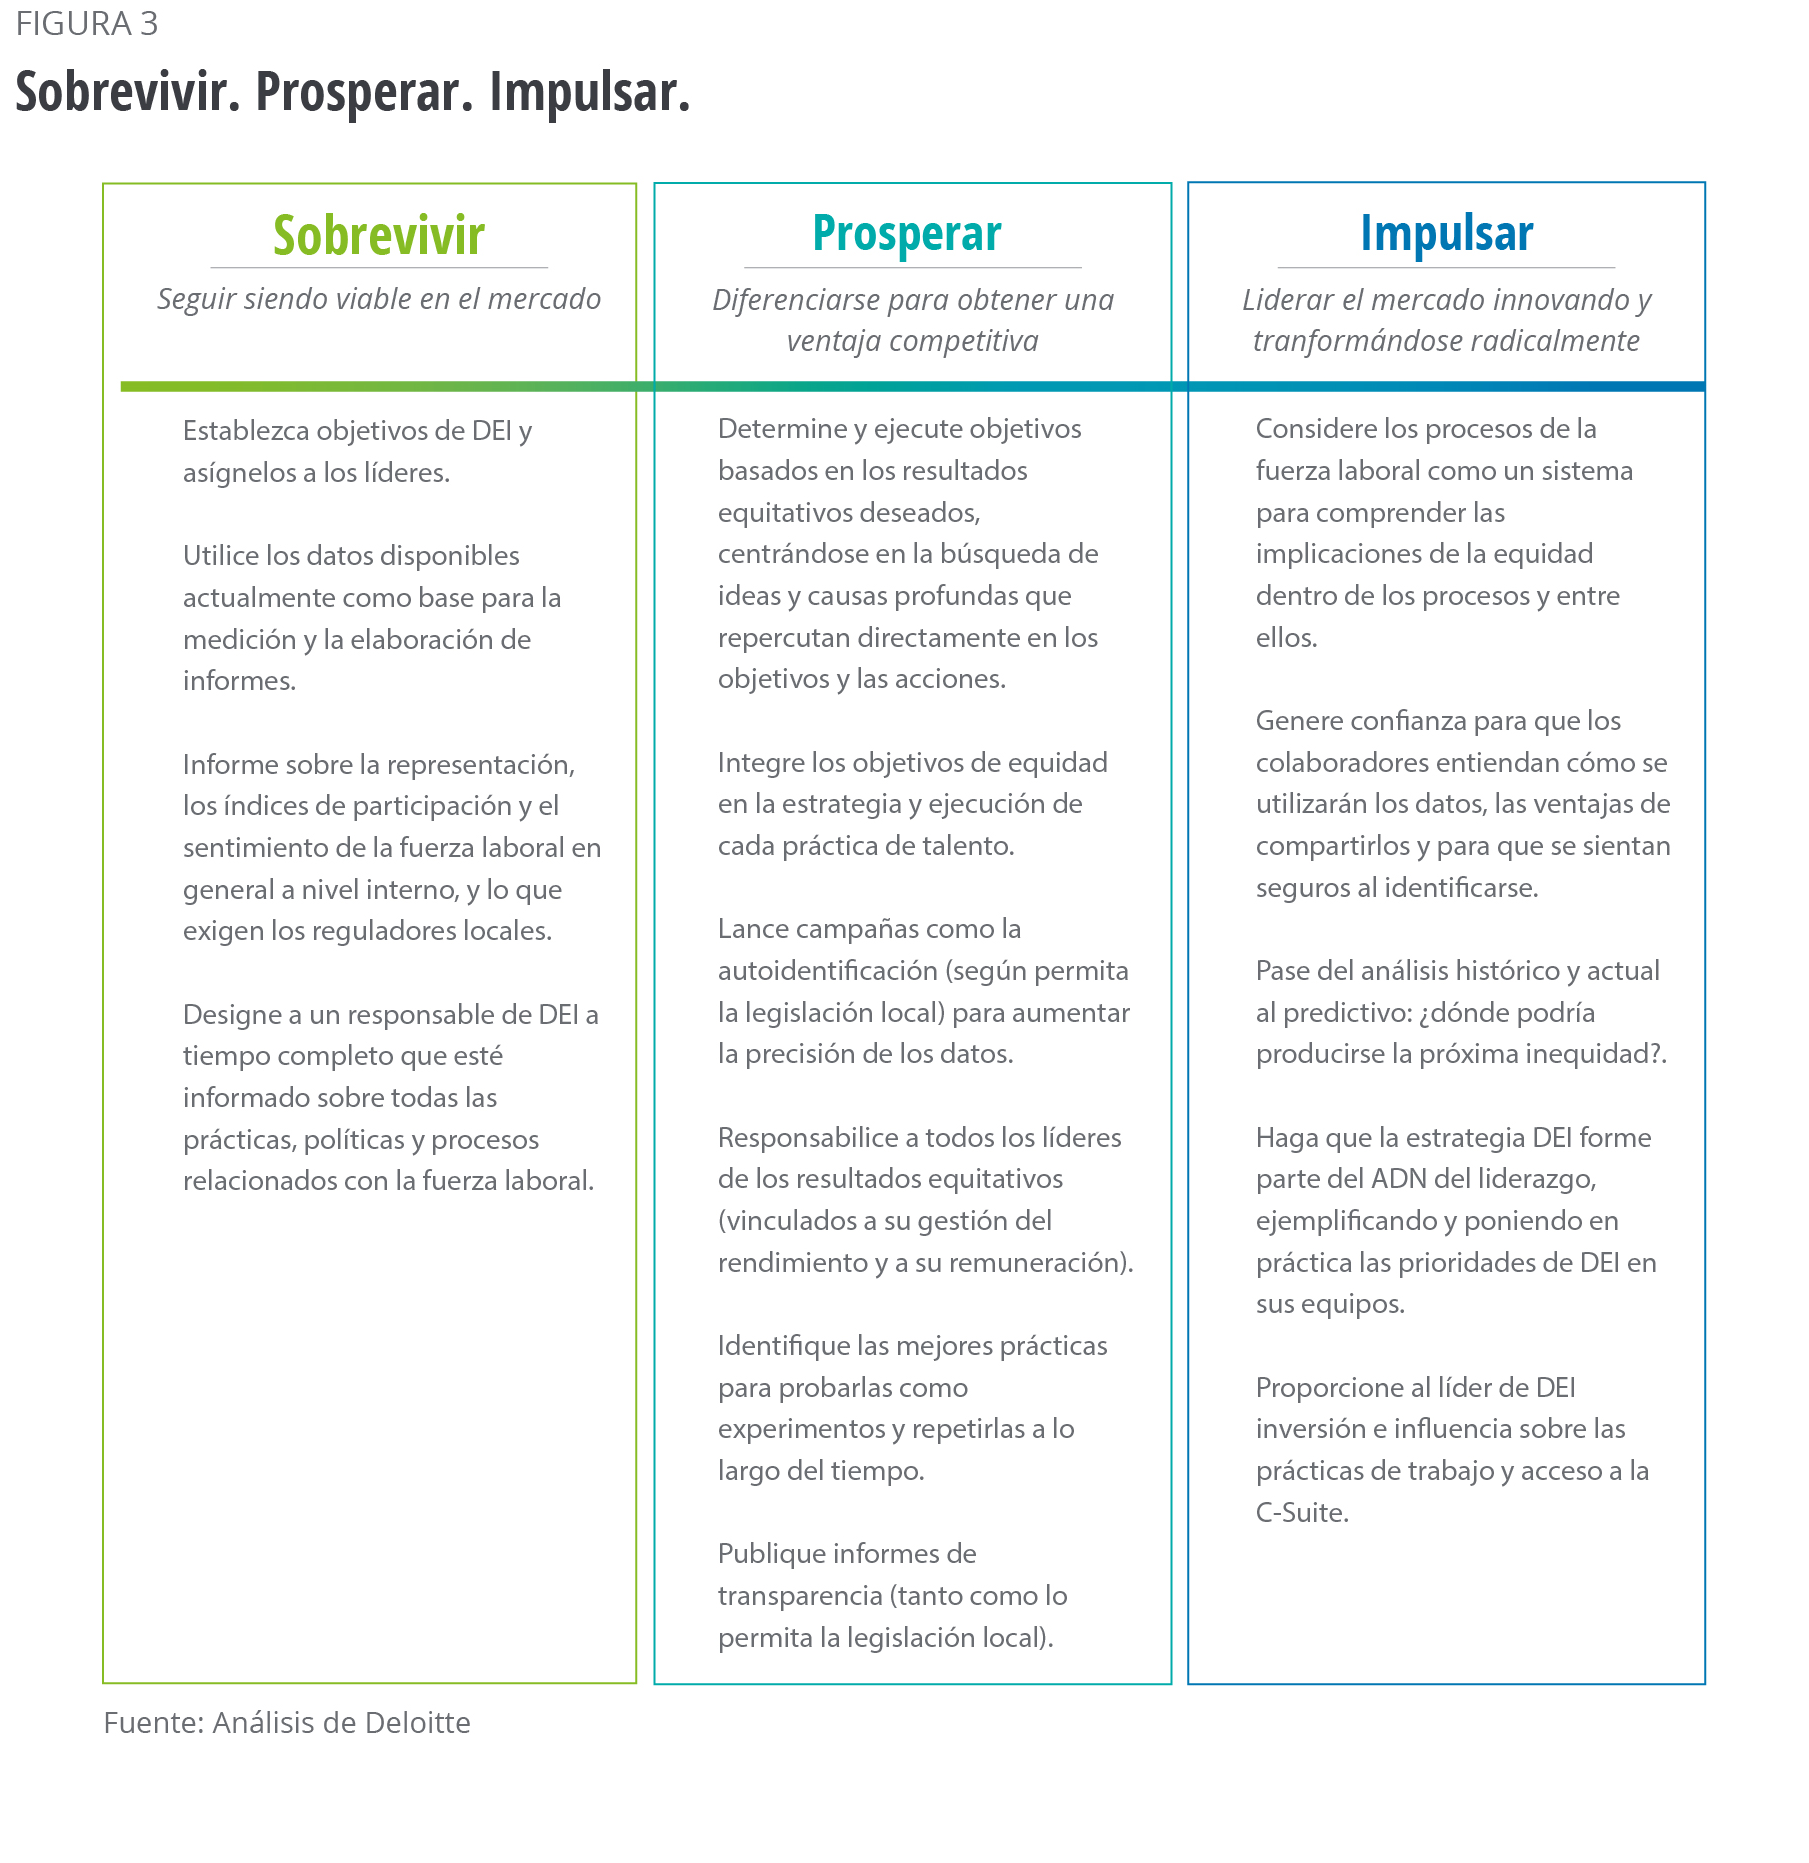 FIGURA 3
Sobrevivir. Prosperar. Impulsar.
Sobrevivir
Seguir siendo viable en el mercado
Establezca objetivos de DEI y
asígnelos a los líderes.
Utilice los datos disponibles
actualmente como base para la
medición y la elaboración de
informes.
Informe sobre la representación,
los índices de participación y el
sentimiento de la fuerza laboral en
general a nivel interno, y lo que
exigen los reguladores locales.
Designe a un responsable de DEI a
tiempo completo que esté
informado sobre todas las
prácticas, políticas y procesos
relacionados con la fuerza laboral.
Prosperar
Diferenciarse para obtener una
ventaja competitiva
Determine y ejecute objetivos
basados en los resultados
equitativos deseados,
centrándose en la búsqueda de
ideas y causas profundas que
repercutan directamente en los
objetivos y las acciones.
Integre los objetivos de equidad
en la estrategia y ejecución de
cada práctica de talento.
Lance campañas como la
autoidentificación (según permita
la legislación local) para aumentar
la precisión de los datos.
Responsabilice a todos los líderes
de los resultados equitativos
(vinculados a su gestión del
rendimiento y a su remuneración).
Identifique las mejores prácticas
para probarlas como
experimentos y repetirlas a lo
largo del tiempo.
Publique informes de
transparencia (tanto como lo
permita la legislación local).
Impulsar
Liderar el mercado innovando y
tranformándose radicalmente
Considere los procesos de la
fuerza laboral como un sistema
para comprender las
implicaciones de la equidad
dentro de los procesos y entre
ellos.
Genere confianza para que los
colaboradores entiendan cómo se
utilizarán los datos, las ventajas de
compartirlos y para que se sientan
seguros al identificarse.
Pase del análisis histórico y actual
al predictivo: ¿dónde podría
producirse la próxima inequidad?.
Haga que la estrategia DEI forme
parte del ADN del liderazgo,
ejemplificando y poniendo en
práctica las prioridades de DEI en
sus equipos.
Proporcione al líder de DEI
inversión e influencia sobre las
prácticas de trabajo y acceso a la
C-Suite.
Fuente: Análisis de Deloitte